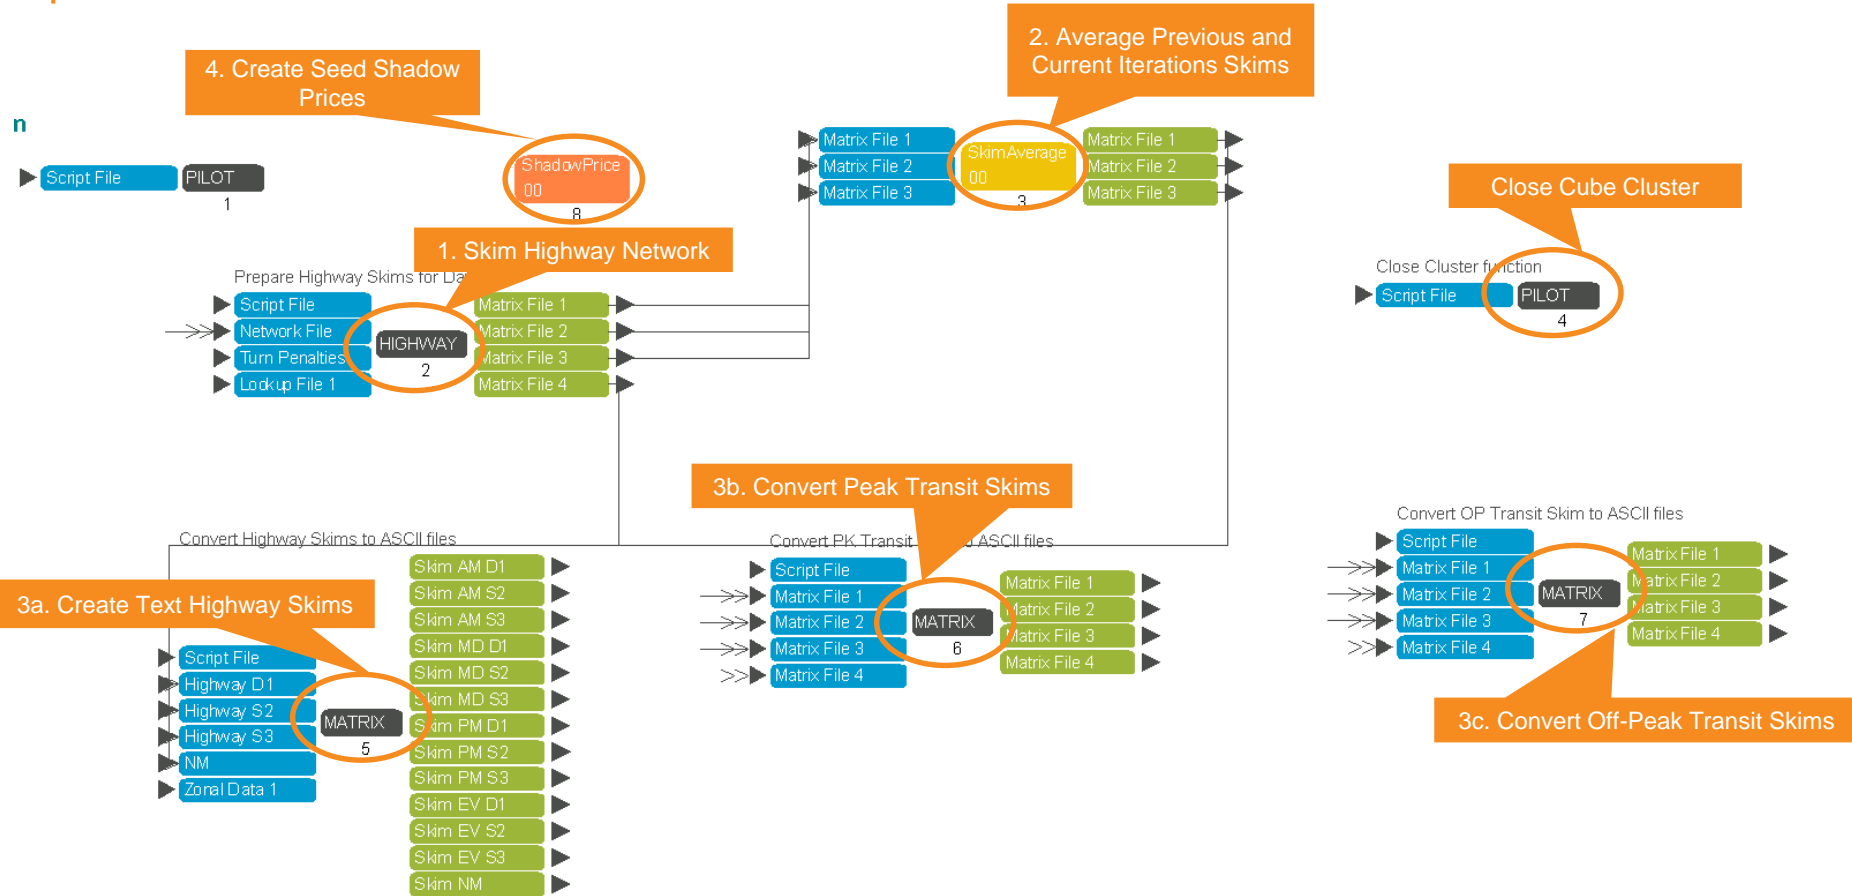 4. Create Seed Shadow
Prices
2. Average Previous and
Current Iterations Skims
n
Script File
PILOT
1
ShadowPrice
00
8
Matrix File 1
Matrix File 2
Matrix File 3
SkimAverage
00
3
Matrix File 1
Matrix File 2
Matrix File 3
Close Cube Cluster
Close Cluster function
Script File
PILOT
4
1. Skim Highway Network
Prepare Highway Skims for Da
Script File
Network File
Turn Penalties
Lookup File 1
HIGHWAY
2
Matrix File 1
Matrix File 2
Matrix File 3
Matrix File 4
3b. Convert Peak Transit Skims
Convert PK Transit
to ASCII files
Script File
Matrix File 1
Matrix File 2
Matrix File 3
Matrix File 4
MATRIX
6
Matrix File 1
Matrix File 2
Matrix File 3
Matrix File 4
Convert OP Transit Skim to ASCII files
Script File
Matrix File 1
Matrix File 2
Matrix File 3
Matrix File 4
MATRIX
7
Matrix File 1
Matrix File 2
Matrix File 3
Matrix File 4
3c. Convert Off-Peak Transit Skims
Convert Highway Skims to ASCII files
3a. Create Text Highway Skims
Script File
Highway D1
Highway S2
Highway S3
NM
Zonal Data 1
MATRIX
5
Skim AM D1
Skim AM S2
Skim AM S3
Skim MD D1
Skim MD S2
Skim MD S3
Skim PM D1
Skim PM S2
Skim PM S3
Skim EV D1
Skim EV S2
Skim EV S3
Skim NM